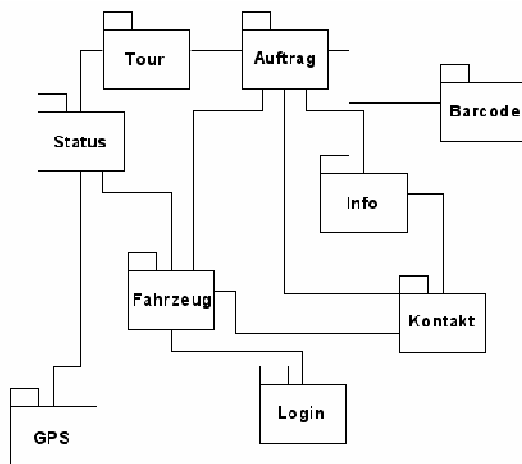 Tour
Auftrag
Barcode
Status
Info
Fahrzeug
Kontakt
Login
GPS